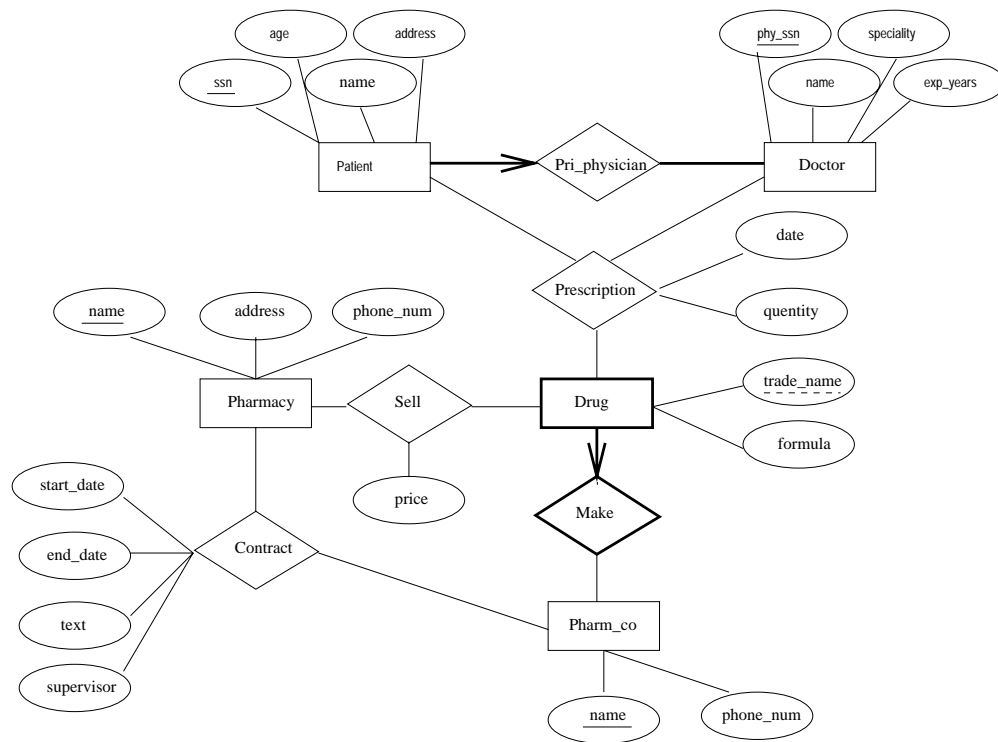 age
address
ssn
name
phy_ssn
speciality
name
exp_years
Patient
Pri_physician
Doctor
date
Prescription
quentity
name
address
phone_num
Pharmacy
Sell
Drug
trade_name
formula
price
start_date
end_date
text
supervisor
Contract
Make
Pharm_co
name
phone_num